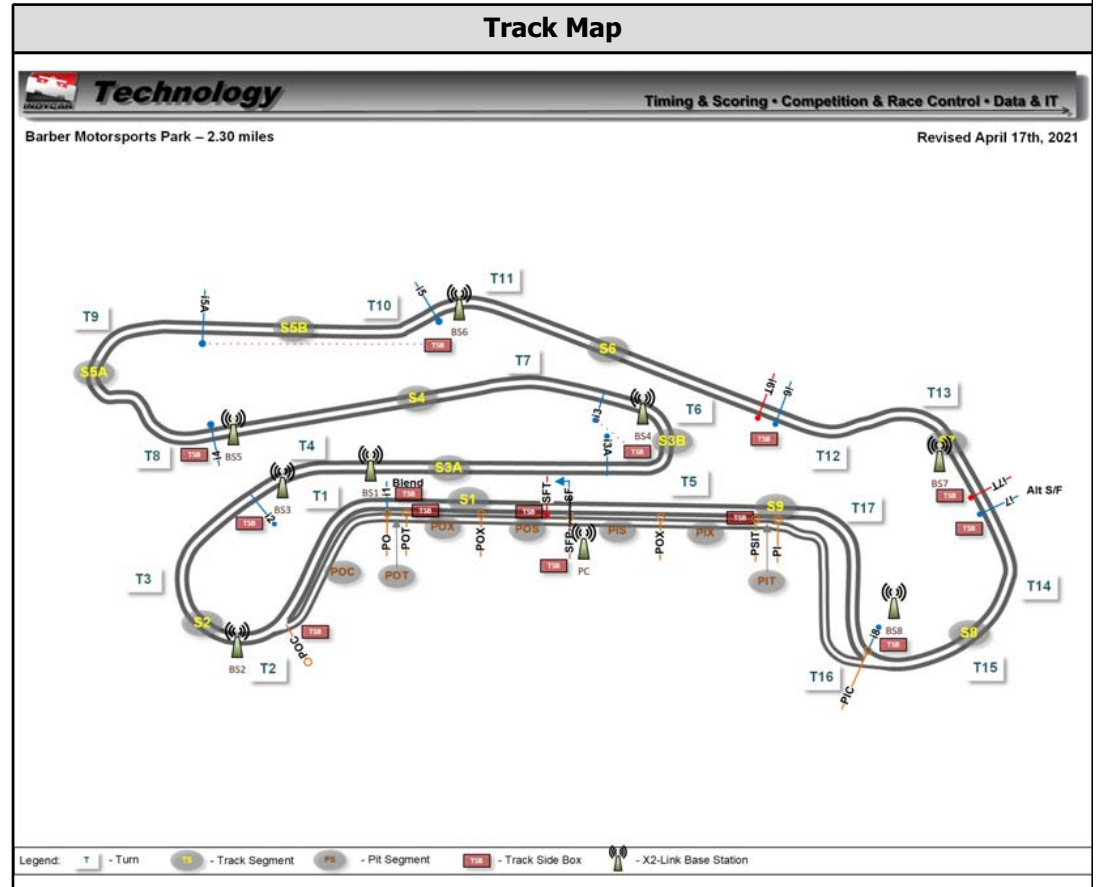 Track Map
INDYCAR
Technology
Timing & Scoring • Competition & Race Control • Data & IT
Barber Motorsports Park – 2.30 miles
Revised April 17th, 2021
T11
i5A
i5
T10
BS6
T9
S5B
TSB
S6
T7
S5A
i6T
i6
T13
S4
i3
BS4
T6
S7
TSB
T12
i4
BS5
T8
TSB
T4
i3A
TSB
S3B
BS7
i7T
TSB
Alt S/F
i7
TSB
BS3
BS1
S3A
T5
Blend
TSB
T1
i1
S1
SFT
SF
S9
T17
i2
TSB
TSB
TSB
TSB
PO
POT
POX
POX
POS
SFP
PIS
POX
PIX
PSIT
PI
T3
POC
POT
TSB
PC
PIT
T14
S2
BS8
S8
TSB
i8
BS2
T2
POC
TSB
T16
PIC
T15
Legend:
T
- Turn
TS
- Track Segment
PS
- Pit Segment
TSB
- Track Side Box
- X2-Link Base Station